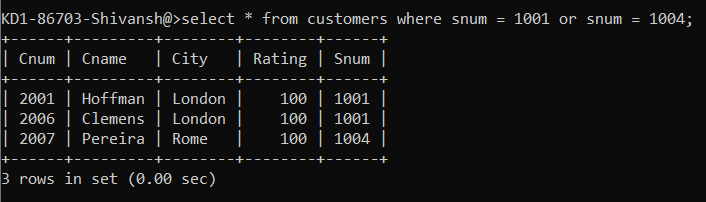 KD1-86703-Shivansh@>select * from customers where snum = 1001 or snum = 1004;
+------+---------+--------+--------+------+
| Cnum | Cname   | City   | Rating | Snum |
+------+---------+--------+--------+------+
| 2001 | Hoffman | London |    100 | 1001 |
| 2006 | Clemens | London |    100 | 1001 |
| 2007 | Pereira | Rome   |    100 | 1004 |
+------+---------+--------+--------+------+
3 rows in set (0.00 sec)